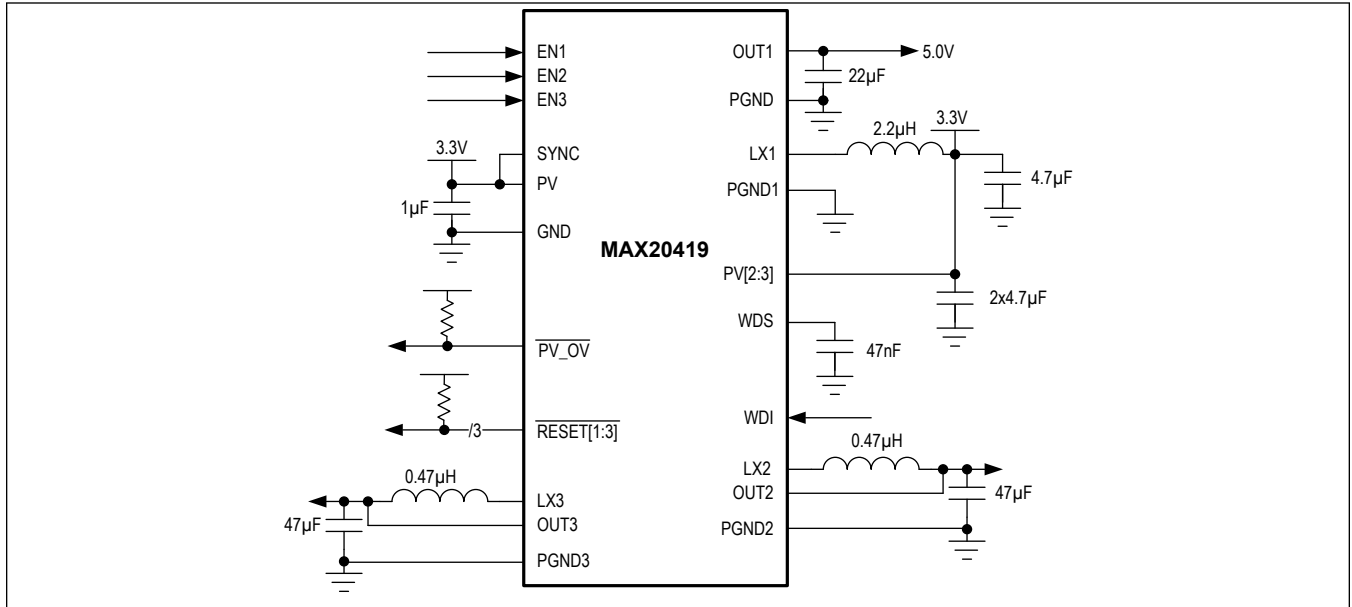 EN1
EN2
EN3
3.3V
SYNC
PV
1µF
GND
PV_OV
/3
RESET[1:3]
0.47µH
LX3
47µF
OUT3
PGND3
MAX20419
OUT1
5.0V
22µF
PGND
3.3V
2.2µH
LX1
4.7µF
PGND1
PV[2:3]
2x4.7µF
WDS
47nF
WDI
0.47µH
LX2
OUT2
47µF
PGND2